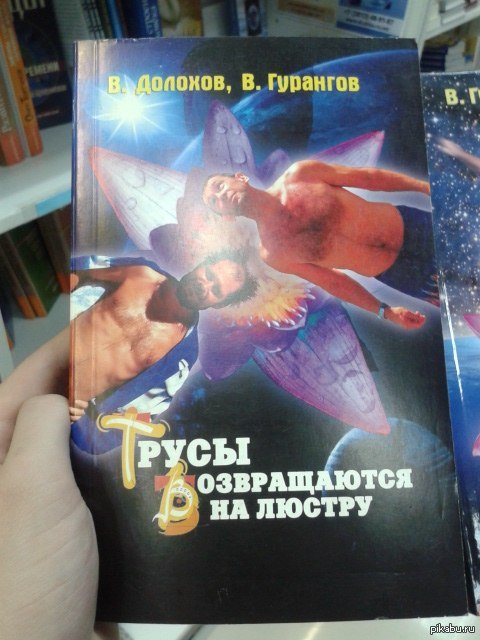 В. Долохов, В. Гурангов
ТРУСЫ
ВОЗВРАЩАЮТСЯ
НА ЛЮСТРУ
В. Г
pikabu.ru